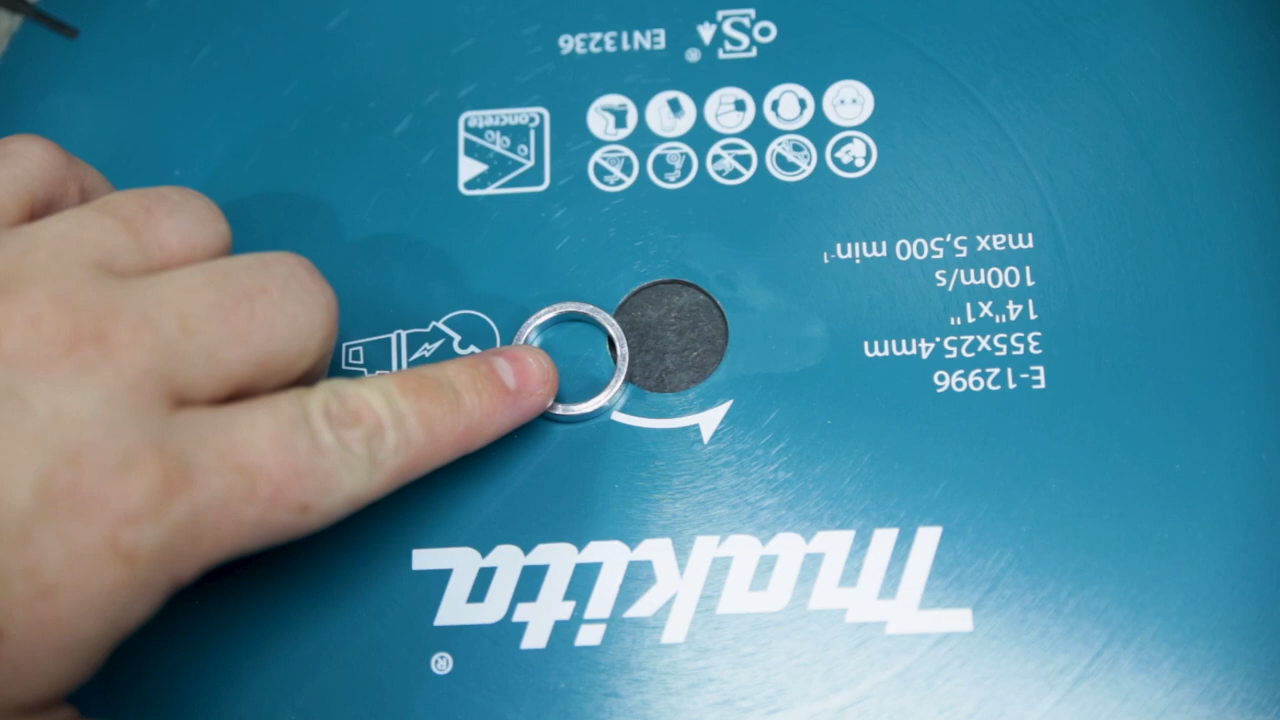 Makita®
E-12996
355x25.4mm
14"x1"
100m/s
max 5,500 min-¹
Concrete
oSa®
EN13236